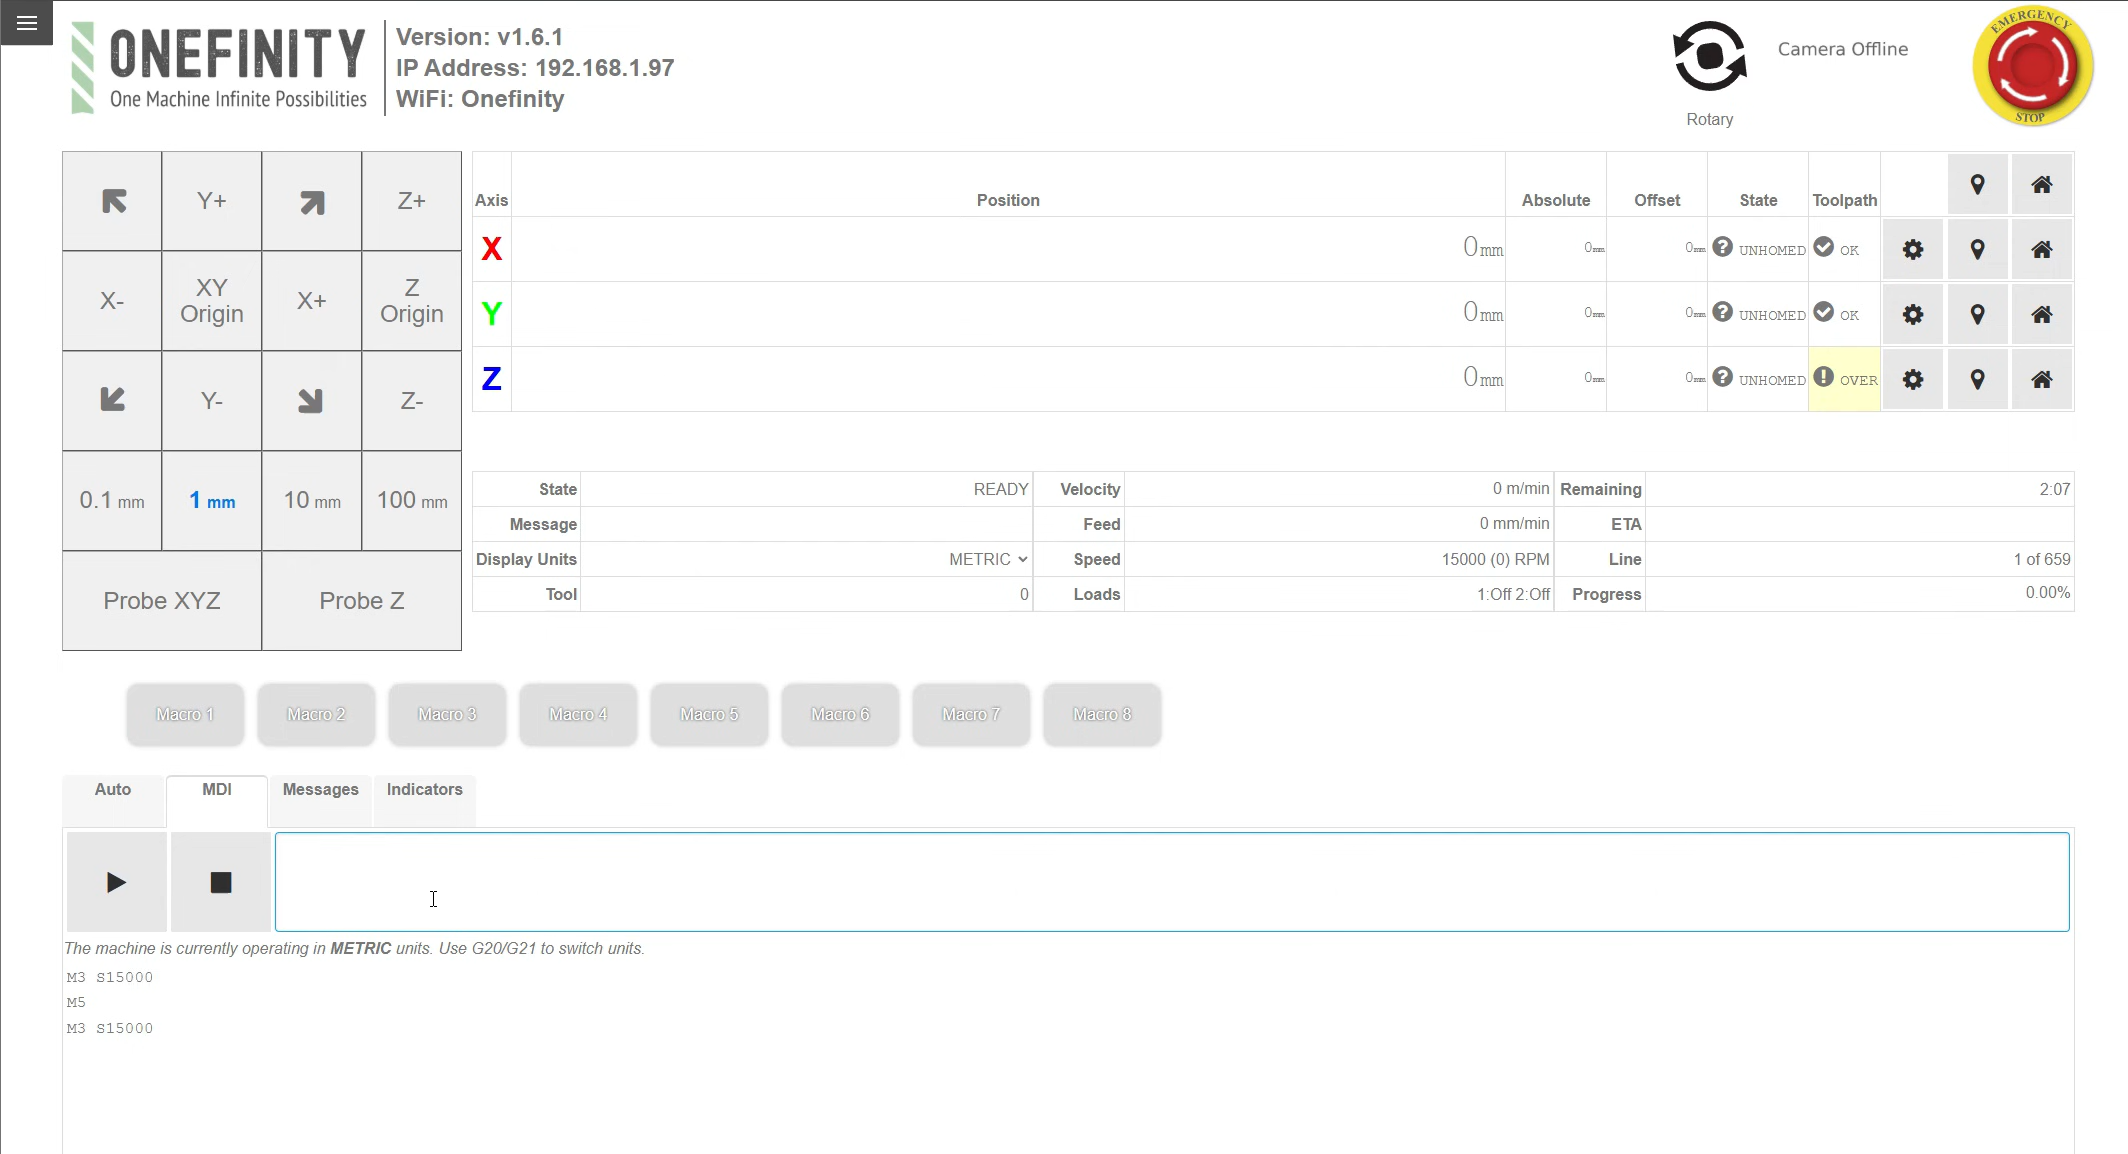 ONEFINITY
One Machine Infinite Possibilities
Version: v1.6.1
IP Address: 192.168.1.97
WiFi: Onefinity
Rotary
Camera Offline
EMERGENCY
STOP
Y+ Z+
X- XY Origin X+ Z Origin
Y- Z-
0.1 mm 1 mm 10 mm 100 mm
Probe XYZ Probe Z
Axis Position Absolute Offset State Toolpath
X 0mm 0mm 0mm UNHOMED OK
Y 0mm 0mm 0mm UNHOMED OK
Z 0mm 0mm 0mm UNHOMED OVER
State READY Velocity 0 m/min Remaining 2:07
Message Feed 0 mm/min ETA
Display Units METRIC Speed 15000 (0) RPM Line 1 of 659
Tool 0 Loads 1:Off 2:Off Progress 0.00%
Macro 1 Macro 2 Macro 3 Macro 4 Macro 5 Macro 6 Macro 7 Macro 8
Auto MDI Messages Indicators
The machine is currently operating in METRIC units. Use G20/G21 to switch units.
M3 S15000
M5
M3 S15000